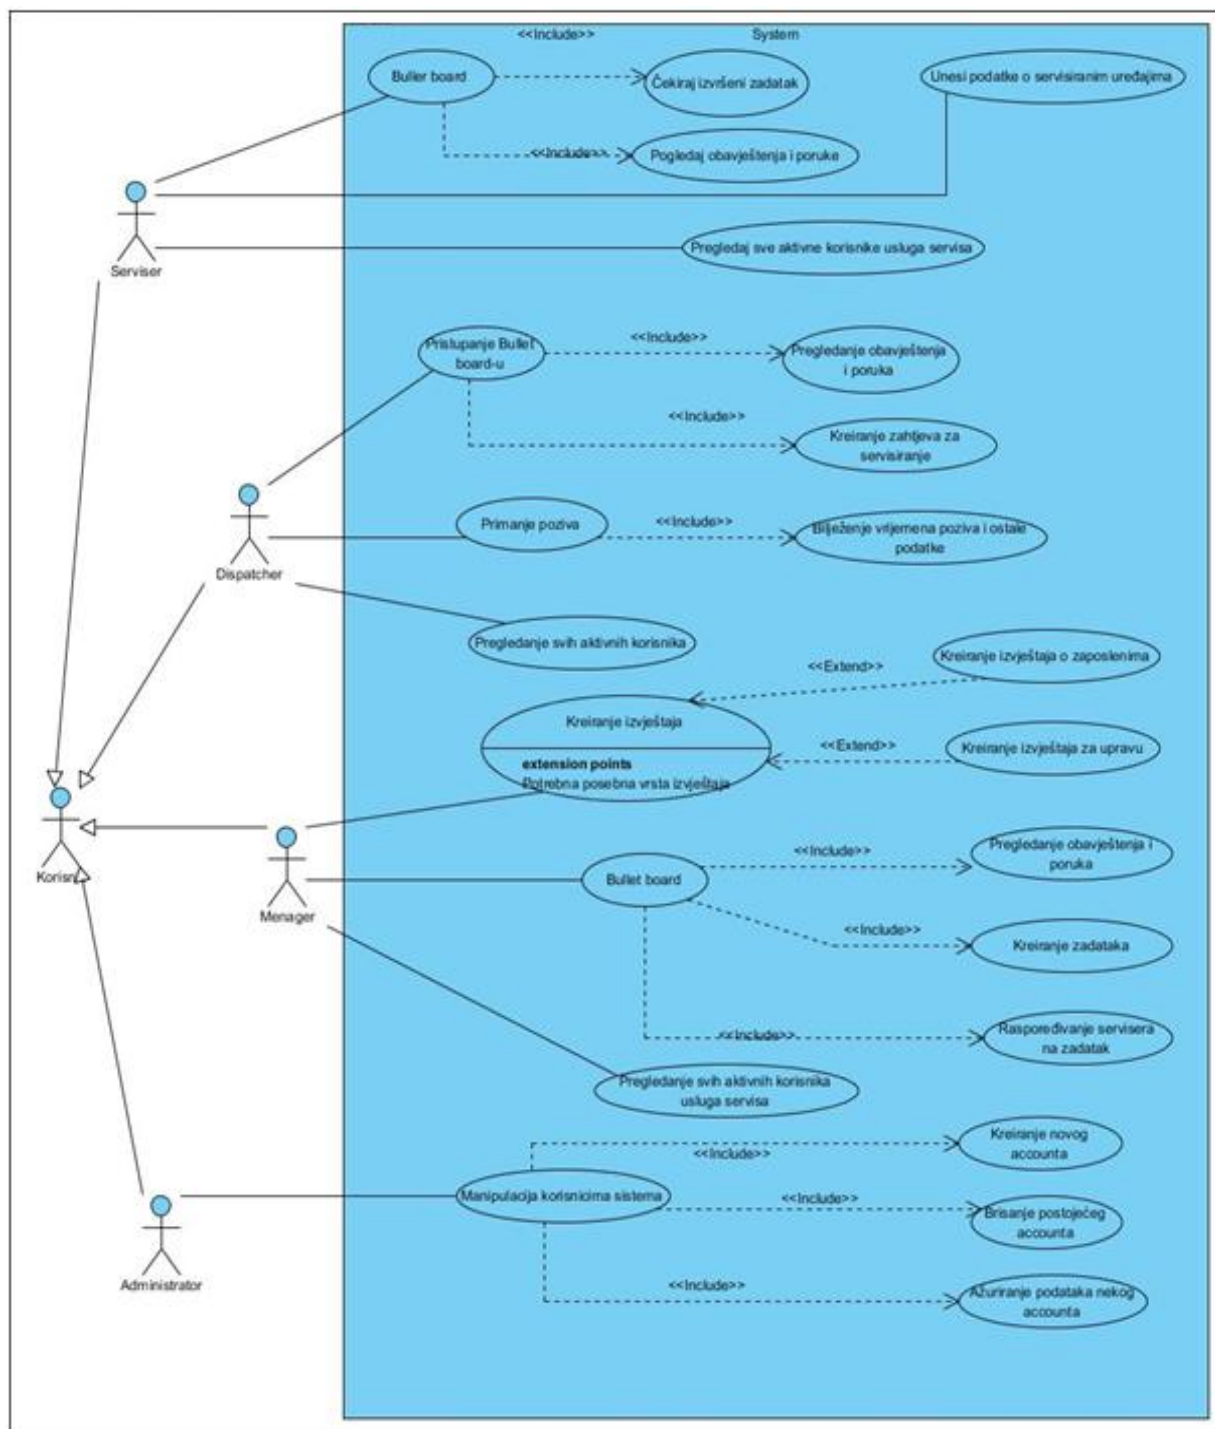 System
<<Include>>
Buller board
Čekiraj izvršeni zadatak
Unesi podatke o servisiranim uređajima
<<Include>>
Pogledaj obavještenja i poruke
Serviser
Pregledaj sve aktivne korisnike usluga servisa
Pristupanje Bullet
board-u
<<Include>>
Pregledanje obavještenja
i poruka
<<Include>>
Kreiranje zahtjeva za
servisiranje
Dispatcher
Primanje poziva
<<Include>>
Bilježenje vrijemena poziva i ostale
podatke
Pregledanje svih aktivnih korisnika
<<Extend>>
Kreiranje izvještaja o zaposlenima
Kreiranje izvještaja
extension points
Potrebna posebna vrsta izvještaja
<<Extend>>
Kreiranje izvještaja za upravu
Korisn
Menager
Bullet board
<<Include>>
Pregledanje obavještenja i
poruka
<<Include>>
Kreiranje zadataka
<<Include>>
Raspoređivanje servisera
na zadatak
Pregledanje svih aktivnih korisnika
usluga servisa
Administrator
Manipulacija korisnicima sistema
<<Include>>
Kreiranje novog
accounta
<<Include>>
Brisanje postojećeg
accounta
<<Include>>
Ažuriranje podataka nekog
accounta